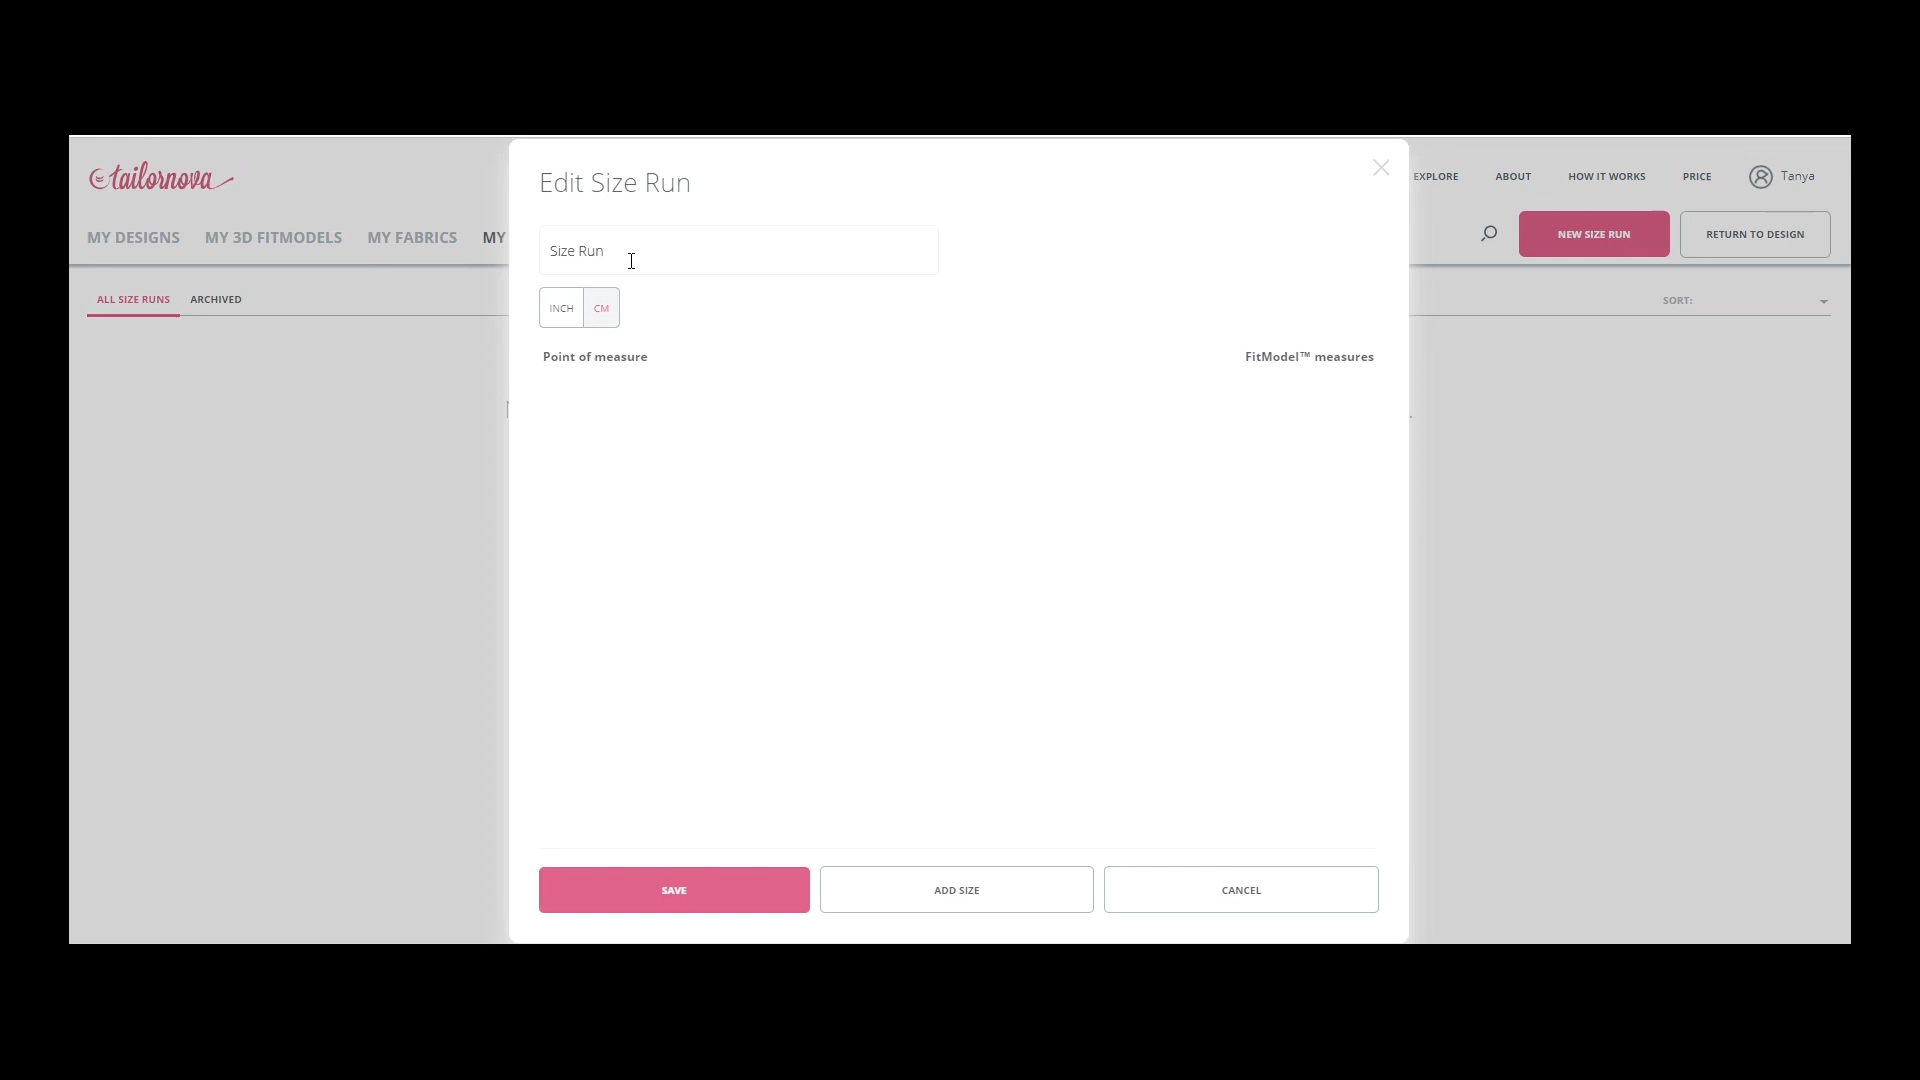 tailornova
EXPLORE ABOUT HOW IT WORKS PRICE Tanya
MY DESIGNS MY 3D FITMODELS MY FABRICS MY
NEW SIZE RUN RETURN TO DESIGN
ALL SIZE RUNS ARCHIVED
SORT:
Edit Size Run
Size Run
INCH CM
Point of measure FitModel™ measures
SAVE ADD SIZE CANCEL